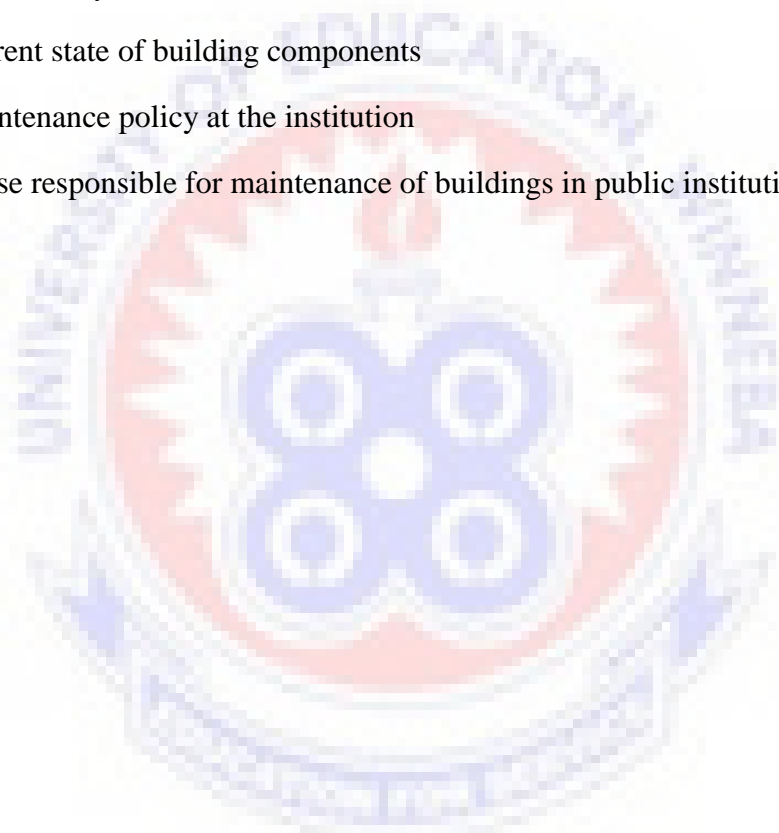 rent state of building components
ntenance policy at the institution
se responsible for maintenance of buildings in public instituti
UNIVERSITY OF EDUCATION, WINNEBA